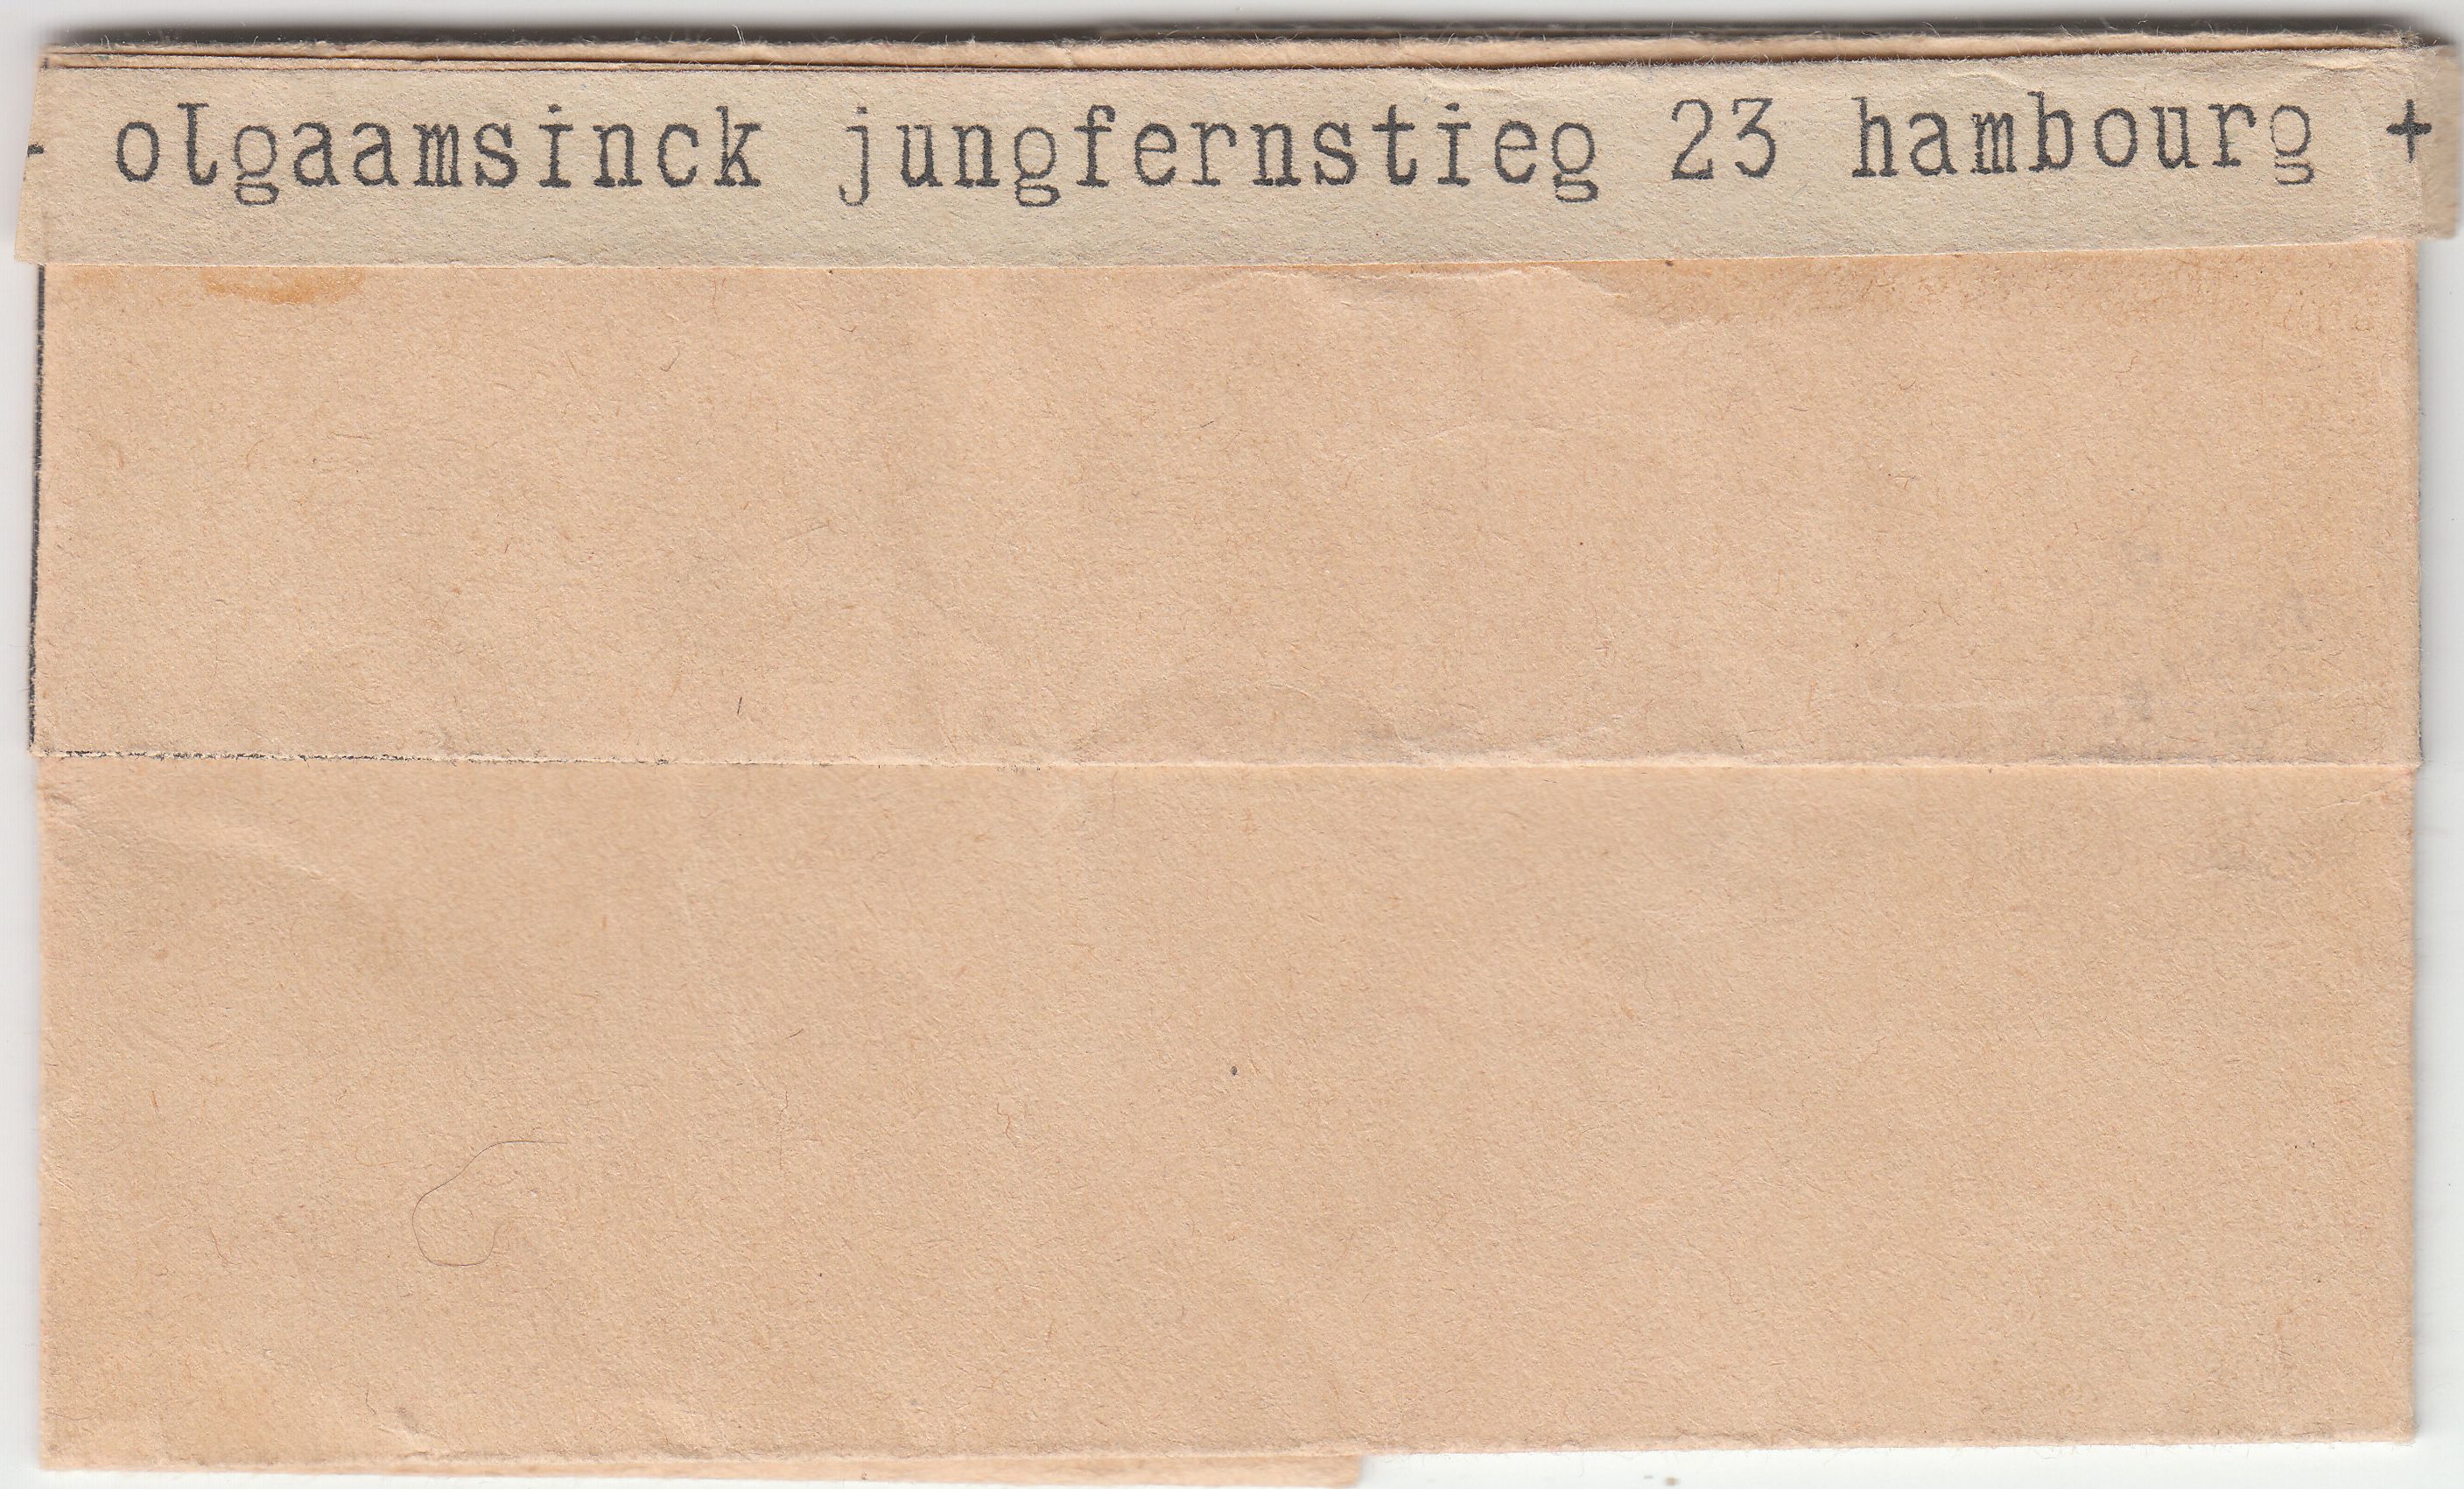 + olgaamsinck jungfernstieg 23 hambourg +